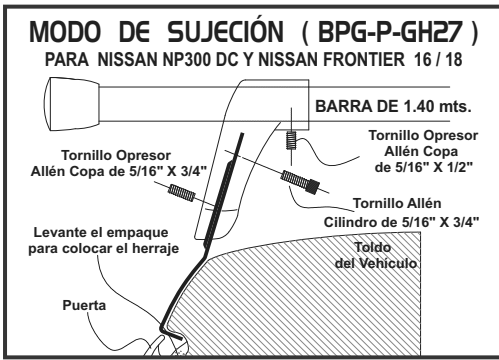 MODO DE SUJECIÓN ( BPG-P-GH27 )
PARA NISSAN NP300 DC Y NISSAN FRONTIER 16 / 18
BARRA DE 1.40 mts.
Tornillo Opresor
Allén Copa
de 5/16" X 1/2"
Tornillo Opresor
Allén Copa de 5/16" X 3/4"
Tornillo Allén
Cilindro de 5/16" X 3/4"
Levante el empaque
para colocar el herraje
Toldo
del Vehículo
Puerta